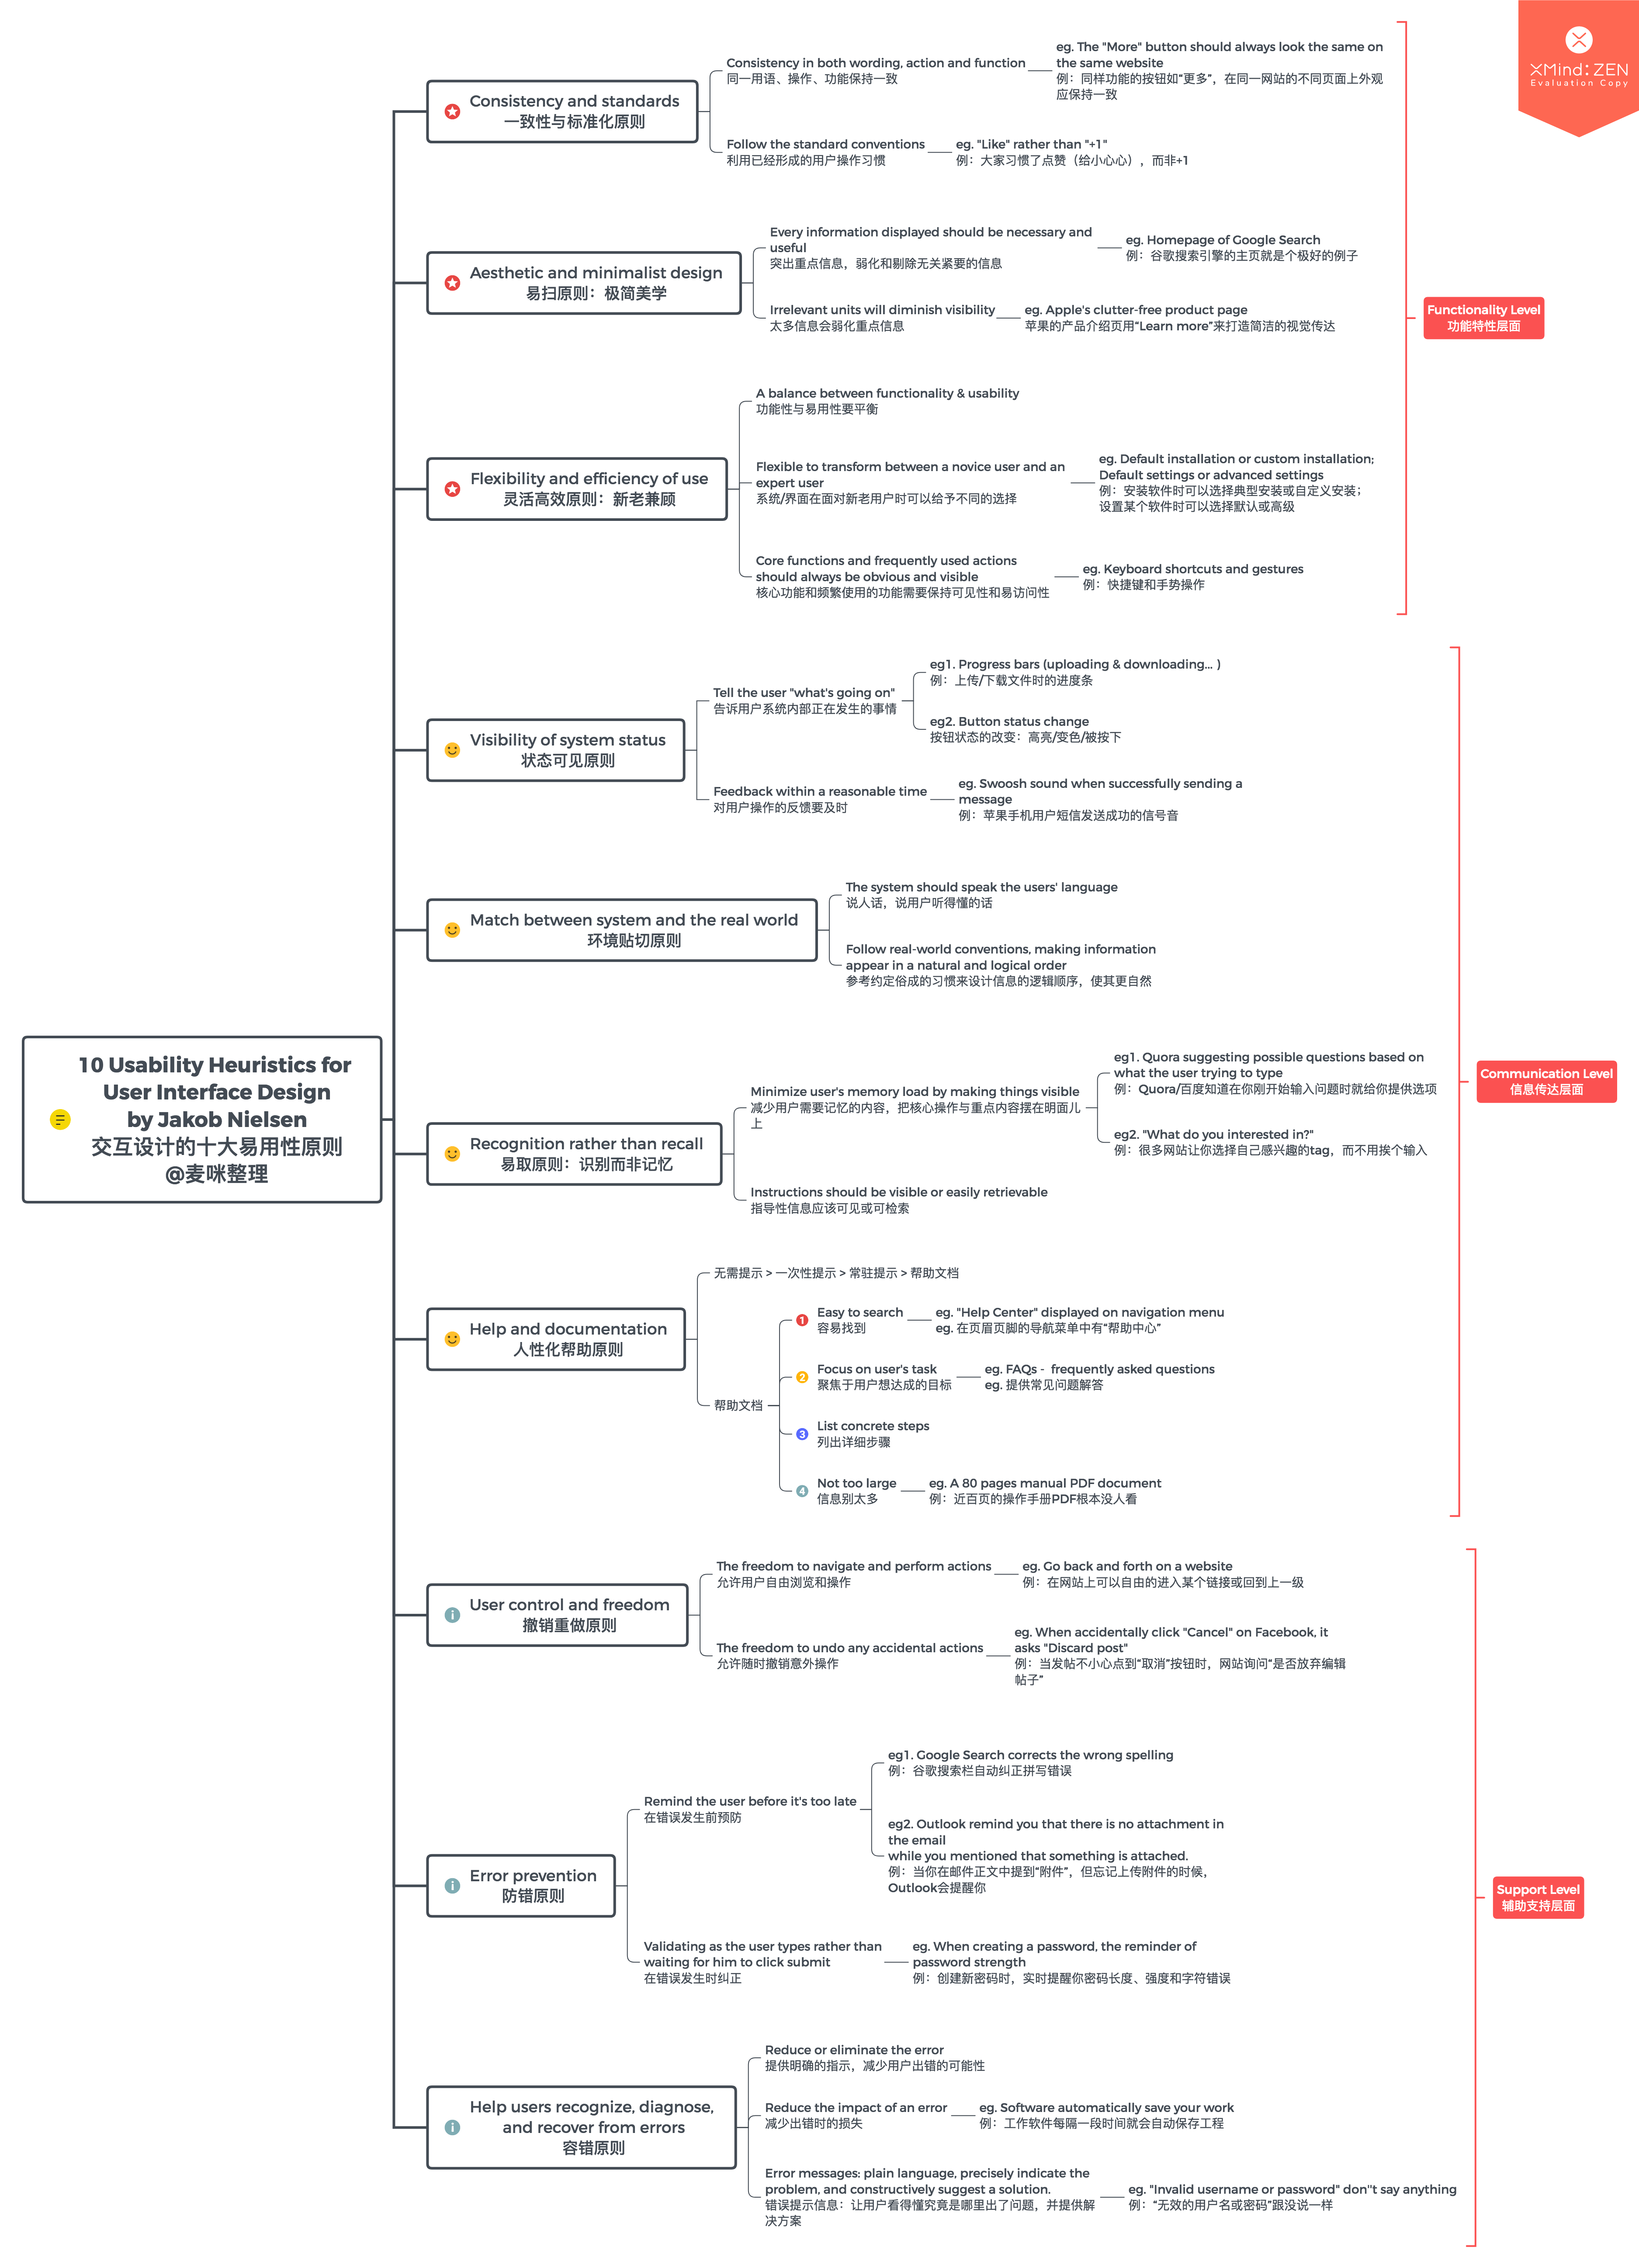 XMind: ZEN
Evaluation Copy
10 Usability Heuristics for
User Interface Design
by Jakob Nielsen
交互设计的十大易用性原则
@麦咪整理
Consistency and standards
一致性与标准化原则
Consistency in both wording, action and function
同一用语、操作、功能保持一致
eg. The "More" button should always look the same on
the same website
例：同样功能的按钮如“更多”，在同一网站的不同页面上外观
应保持一致
Follow the standard conventions
利用已经形成的用户操作习惯
eg. "Like" rather than "+1"
例：大家习惯了点赞（给小心心），而非+1
Aesthetic and minimalist design
易扫原则：极简美学
Every information displayed should be necessary and
useful
突出重点信息，弱化和剔除无关紧要的信息
eg. Homepage of Google Search
例：谷歌搜索引擎的主页就是个极好的例子
Irrelevant units will diminish visibility
太多信息会弱化重点信息
eg. Apple's clutter-free product page
苹果的产品介绍页用“Learn more”来打造简洁的视觉传达
Flexibility and efficiency of use
灵活高效原则：新老兼顾
A balance between functionality & usability
功能性与易用性要平衡
Flexible to transform between a novice user and an
expert user
系统/界面在面对新老用户时可以给予不同的选择
eg. Default installation or custom installation;
Default settings or advanced settings
例：安装软件时可以选择典型安装或自定义安装；
设置某个软件时可以选择默认或高级
Core functions and frequently used actions
should always be obvious and visible
核心功能和频繁使用的功能需要保持可见性和易访问性
eg. Keyboard shortcuts and gestures
例：快捷键和手势操作
Functionality Level
功能特性层面
Visibility of system status
状态可见原则
Tell the user "what's going on"
告诉用户系统内部正在发生的事情
eg1. Progress bars (uploading & downloading... )
例：上传/下载文件时的进度条
eg2. Button status change
按钮状态的改变：高亮/变色/被按下
Feedback within a reasonable time
对用户操作的反馈要及时
eg. Swoosh sound when successfully sending a
message
例：苹果手机用户短信发送成功的信号音
Match between system and the real world
环境贴切原则
The system should speak the users' language
说人话，说用户听得懂的话
Follow real-world conventions, making information
appear in a natural and logical order
参考约定俗成的习惯来设计信息的逻辑顺序，使其更自然
Recognition rather than recall
易取原则：识别而非记忆
Minimize user's memory load by making things visible
减少用户需要记忆的内容，把核心操作与重点内容摆在明面儿
上
eg1. Quora suggesting possible questions based on
what the user trying to type
例：Quora/百度知道在你刚开始输入问题时就给你提供选项
eg2. "What do you interested in?"
例：很多网站让你选择自己感兴趣的tag，而不用挨个输入
Instructions should be visible or easily retrievable
指导性信息应该可见或可检索
Help and documentation
人性化帮助原则
无需提示 > 一次性提示 > 常驻提示 > 帮助文档
帮助文档
1
Easy to search
容易找到
eg. "Help Center" displayed on navigation menu
eg. 在页眉页脚的导航菜单中有“帮助中心”
2
Focus on user's task
聚焦于用户想达成的目标
eg. FAQs - frequently asked questions
eg. 提供常见问题解答
3
List concrete steps
列出详细步骤
4
Not too large
信息别太多
eg. A 80 pages manual PDF document
例：近百页的操作手册PDF根本没人看
Communication Level
信息传达层面
User control and freedom
撤销重做原则
The freedom to navigate and perform actions
允许用户自由浏览和操作
eg. Go back and forth on a website
例：在网站上可以自由的进入某个链接或回到上一级
The freedom to undo any accidental actions
允许随时撤销意外操作
eg. When accidentally click "Cancel" on Facebook, it
asks "Discard post"
例：当发帖不小心点到“取消”按钮时，网站询问“是否放弃编辑
帖子”
Error prevention
防错原则
Remind the user before it's too late
在错误发生前预防
eg1. Google Search corrects the wrong spelling
例：谷歌搜索栏自动纠正拼写错误
eg2. Outlook remind you that there is no attachment in
the email
while you mentioned that something is attached.
例：当你在邮件正文中提到“附件”，但忘记上传附件的时候，
Outlook会提醒你
Validating as the user types rather than
waiting for him to click submit
在错误发生时纠正
eg. When creating a password, the reminder of
password strength
例：创建新密码时，实时提醒你密码长度、强度和字符错误
Help users recognize, diagnose,
and recover from errors
容错原则
Reduce or eliminate the error
提供明确的指示，减少用户出错的可能性
Reduce the impact of an error
减少出错时的损失
eg. Software automatically save your work
例：工作软件每隔一段时间就会自动保存工程
Error messages: plain language, precisely indicate the
problem, and constructively suggest a solution.
错误提示信息：让用户看得懂究竟是哪里出了问题，并提供解
决方案
eg. "Invalid username or password" don''t say anything
例：“无效的用户名或密码”跟没说一样
Support Level
辅助支持层面